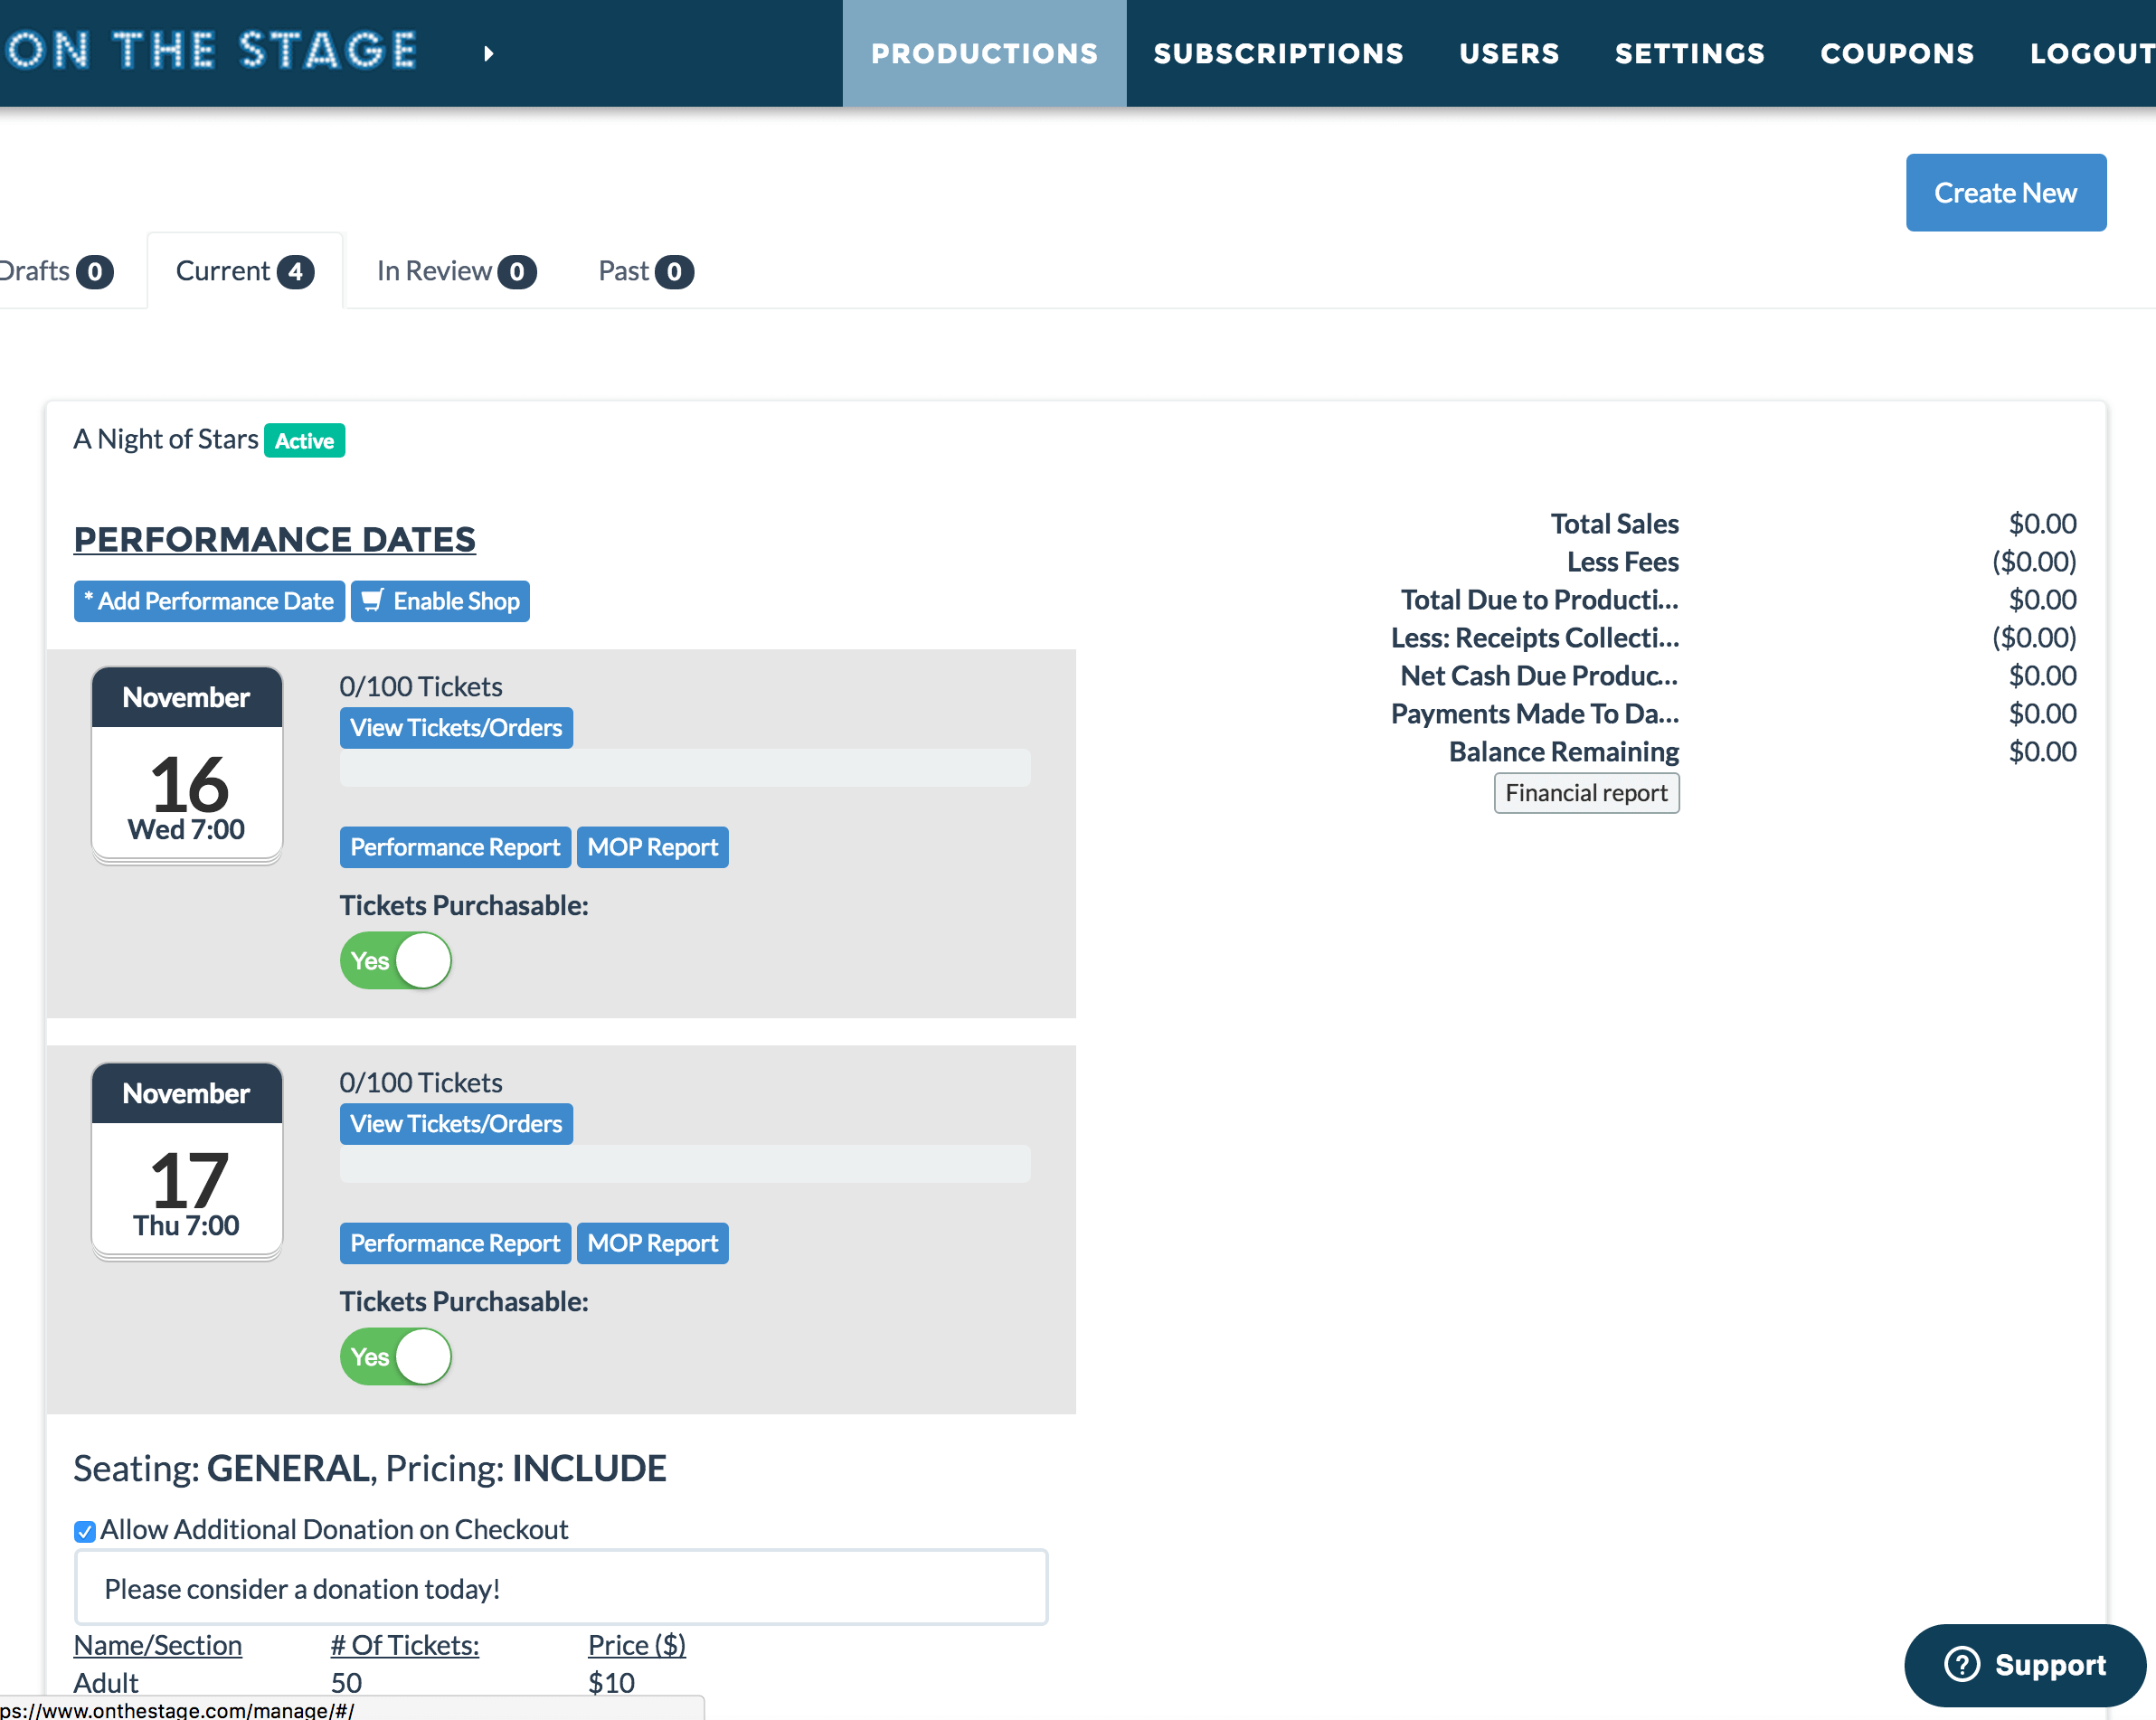 ON THE STAGE
PRODUCTIONS SUBSCRIPTIONS USERS SETTINGS COUPONS LOGOUT
Create New
Drafts 0 Current 4 In Review 0 Past 0
A Night of Stars Active
PERFORMANCE DATES
* Add Performance Date Enable Shop
November
16
Wed 7:00
0/100 Tickets
View Tickets/Orders
Performance Report MOP Report
Tickets Purchasable:
Yes
November
17
Thu 7:00
0/100 Tickets
View Tickets/Orders
Performance Report MOP Report
Tickets Purchasable:
Yes
Total Sales $0.00
Less Fees ($0.00)
Total Due to Producti... $0.00
Less: Receipts Collecti... ($0.00)
Net Cash Due Produc... $0.00
Payments Made To Da... $0.00
Balance Remaining $0.00
Financial report
Seating: GENERAL, Pricing: INCLUDE
Allow Additional Donation on Checkout
Please consider a donation today!
Name/Section # Of Tickets: Price ($)
Adult 50 $10
ps://www.onthestage.com/manage/#/
? Support